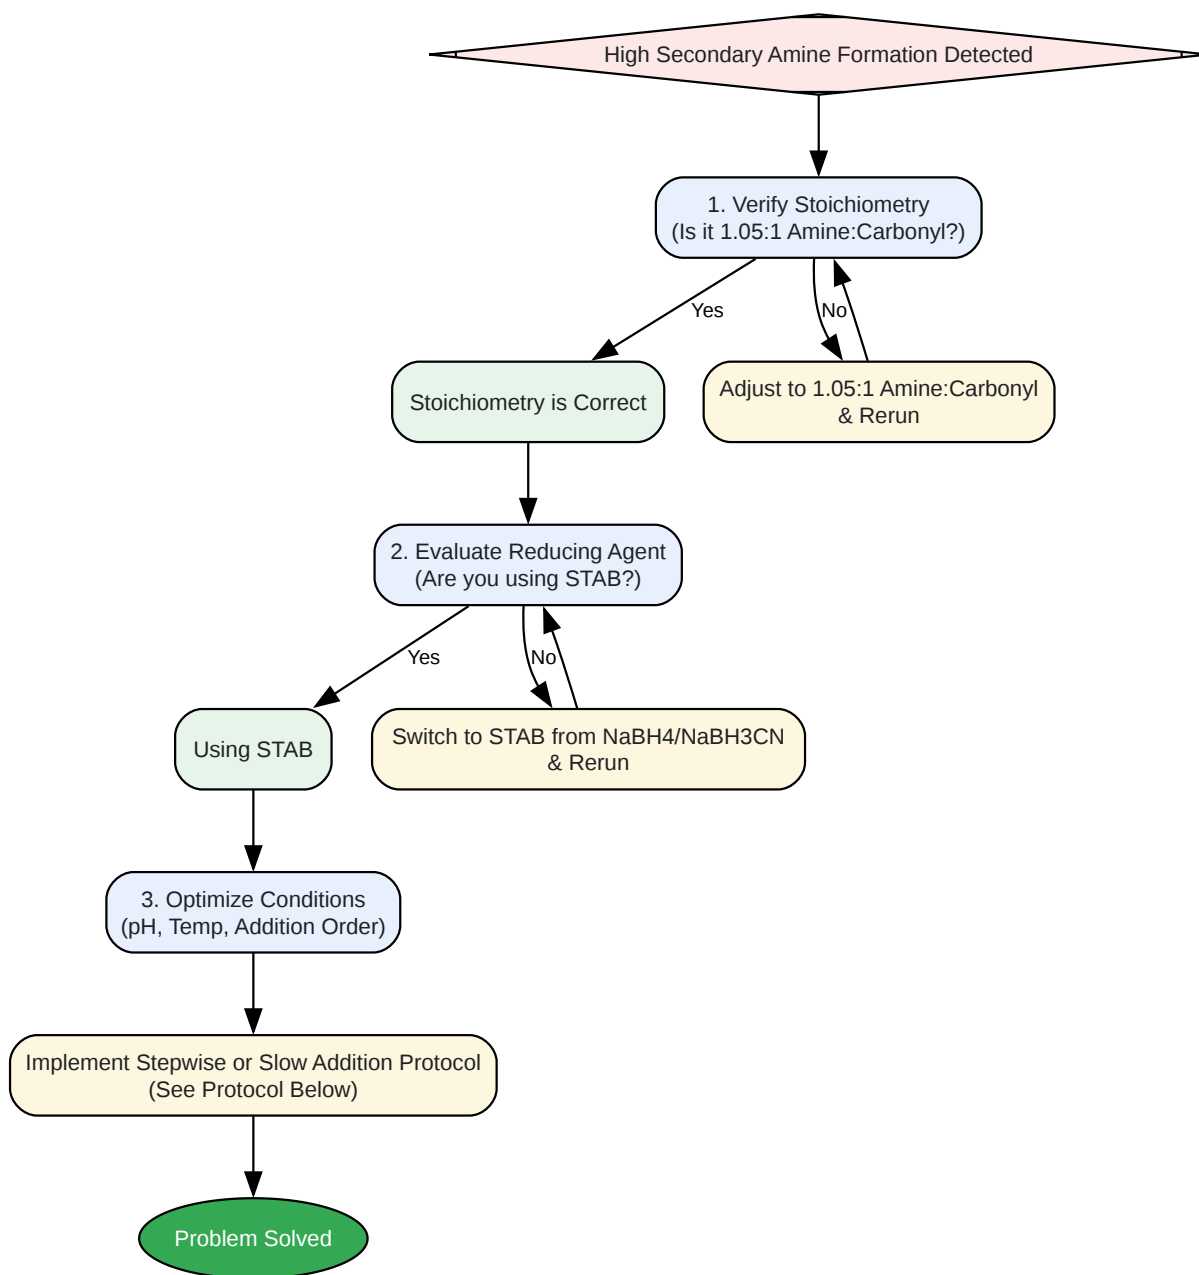 High Secondary Amine Formation Detected
1. Verify Stoichiometry
(Is it 1.05:1 Amine:Carbonyl?)
Yes
No
Stoichiometry is Correct
Adjust to 1.05:1 Amine:Carbonyl
& Rerun
2. Evaluate Reducing Agent
(Are you using STAB?)
Yes
No
Using STAB
Switch to STAB from NaBH4/NaBH3CN
& Rerun
3. Optimize Conditions
(pH, Temp, Addition Order)
Implement Stepwise or Slow Addition Protocol
(See Protocol Below)
Problem Solved